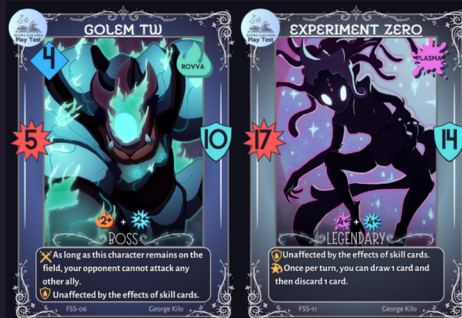 Play Test
GOLEM TW
4
ROVVA
5
10
2+ +
BOSS
As long as this character remains on the
field, your opponent cannot attack any
other ally.
Unaffected by the effects of skill cards.
FSS-06 George Kilo
Play Test
EXPERIMENT ZERO
PLASMA
17
14
+
LEGENDARY
Unaffected by the effects of skill cards.
Once per turn, you can draw 1 card and
then discard 1 card.
FSS-11 George Kilo